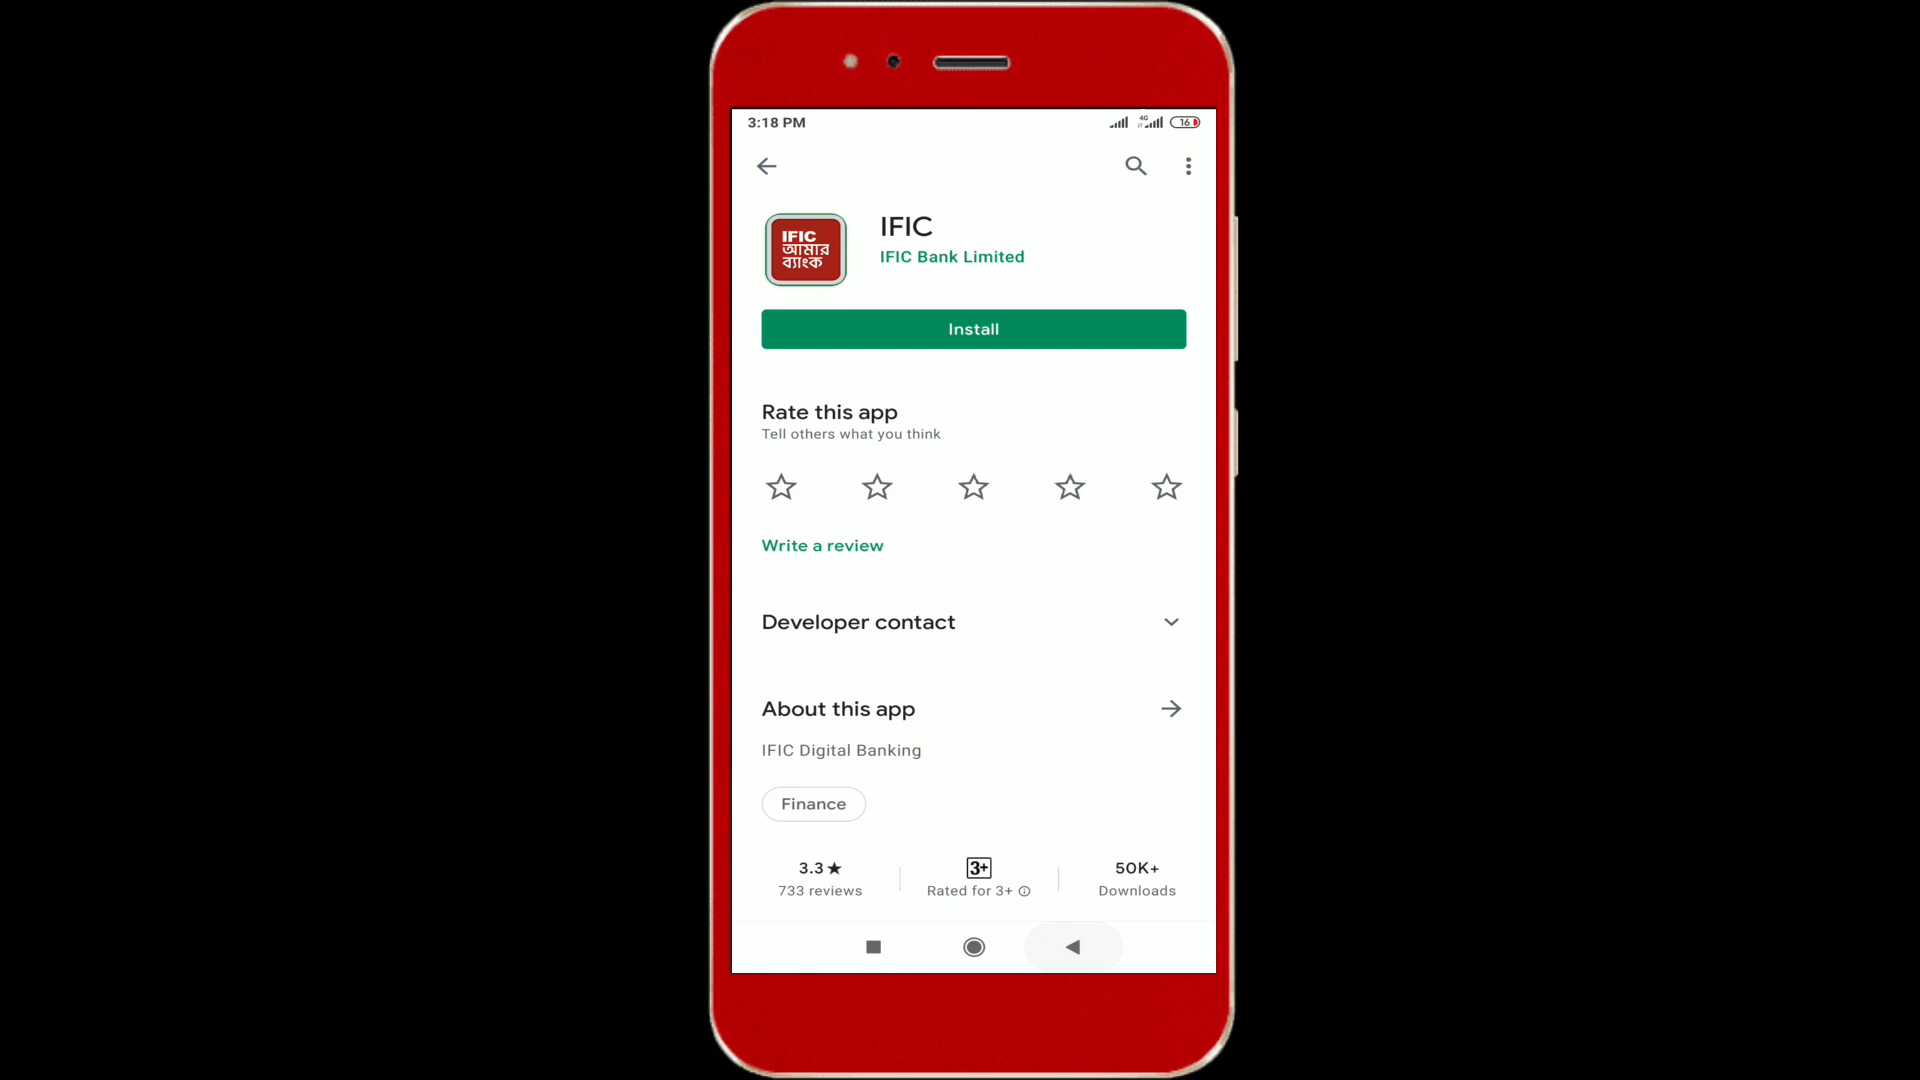 3:18 PM
4G
16
IFIC
আমার
ব্যাংক
IFIC
IFIC Bank Limited
Install
Rate this app
Tell others what you think
Write a review
Developer contact
About this app
IFIC Digital Banking
Finance
3.3★
733 reviews
3+
Rated for 3+
50K+
Downloads